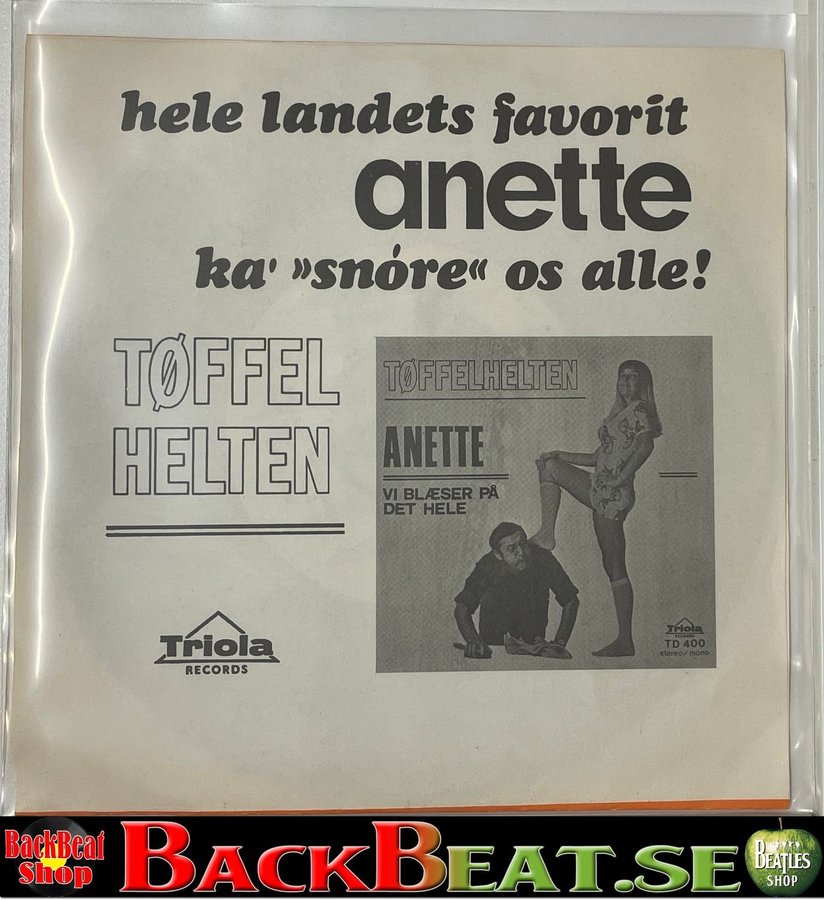 hele landets favorit
anette
ka' »snóre« os alle!
TØFFEL
HELTEN
TØFFELHELTEN
ANETTE
VI BLÆSER PÅ
DET HELE
Triola
RECORDS
TD 400
stereo/mono
Triola
RECORDS
BackBeat
Shop
BACKBEAT.SE
BEATLES
SHOP